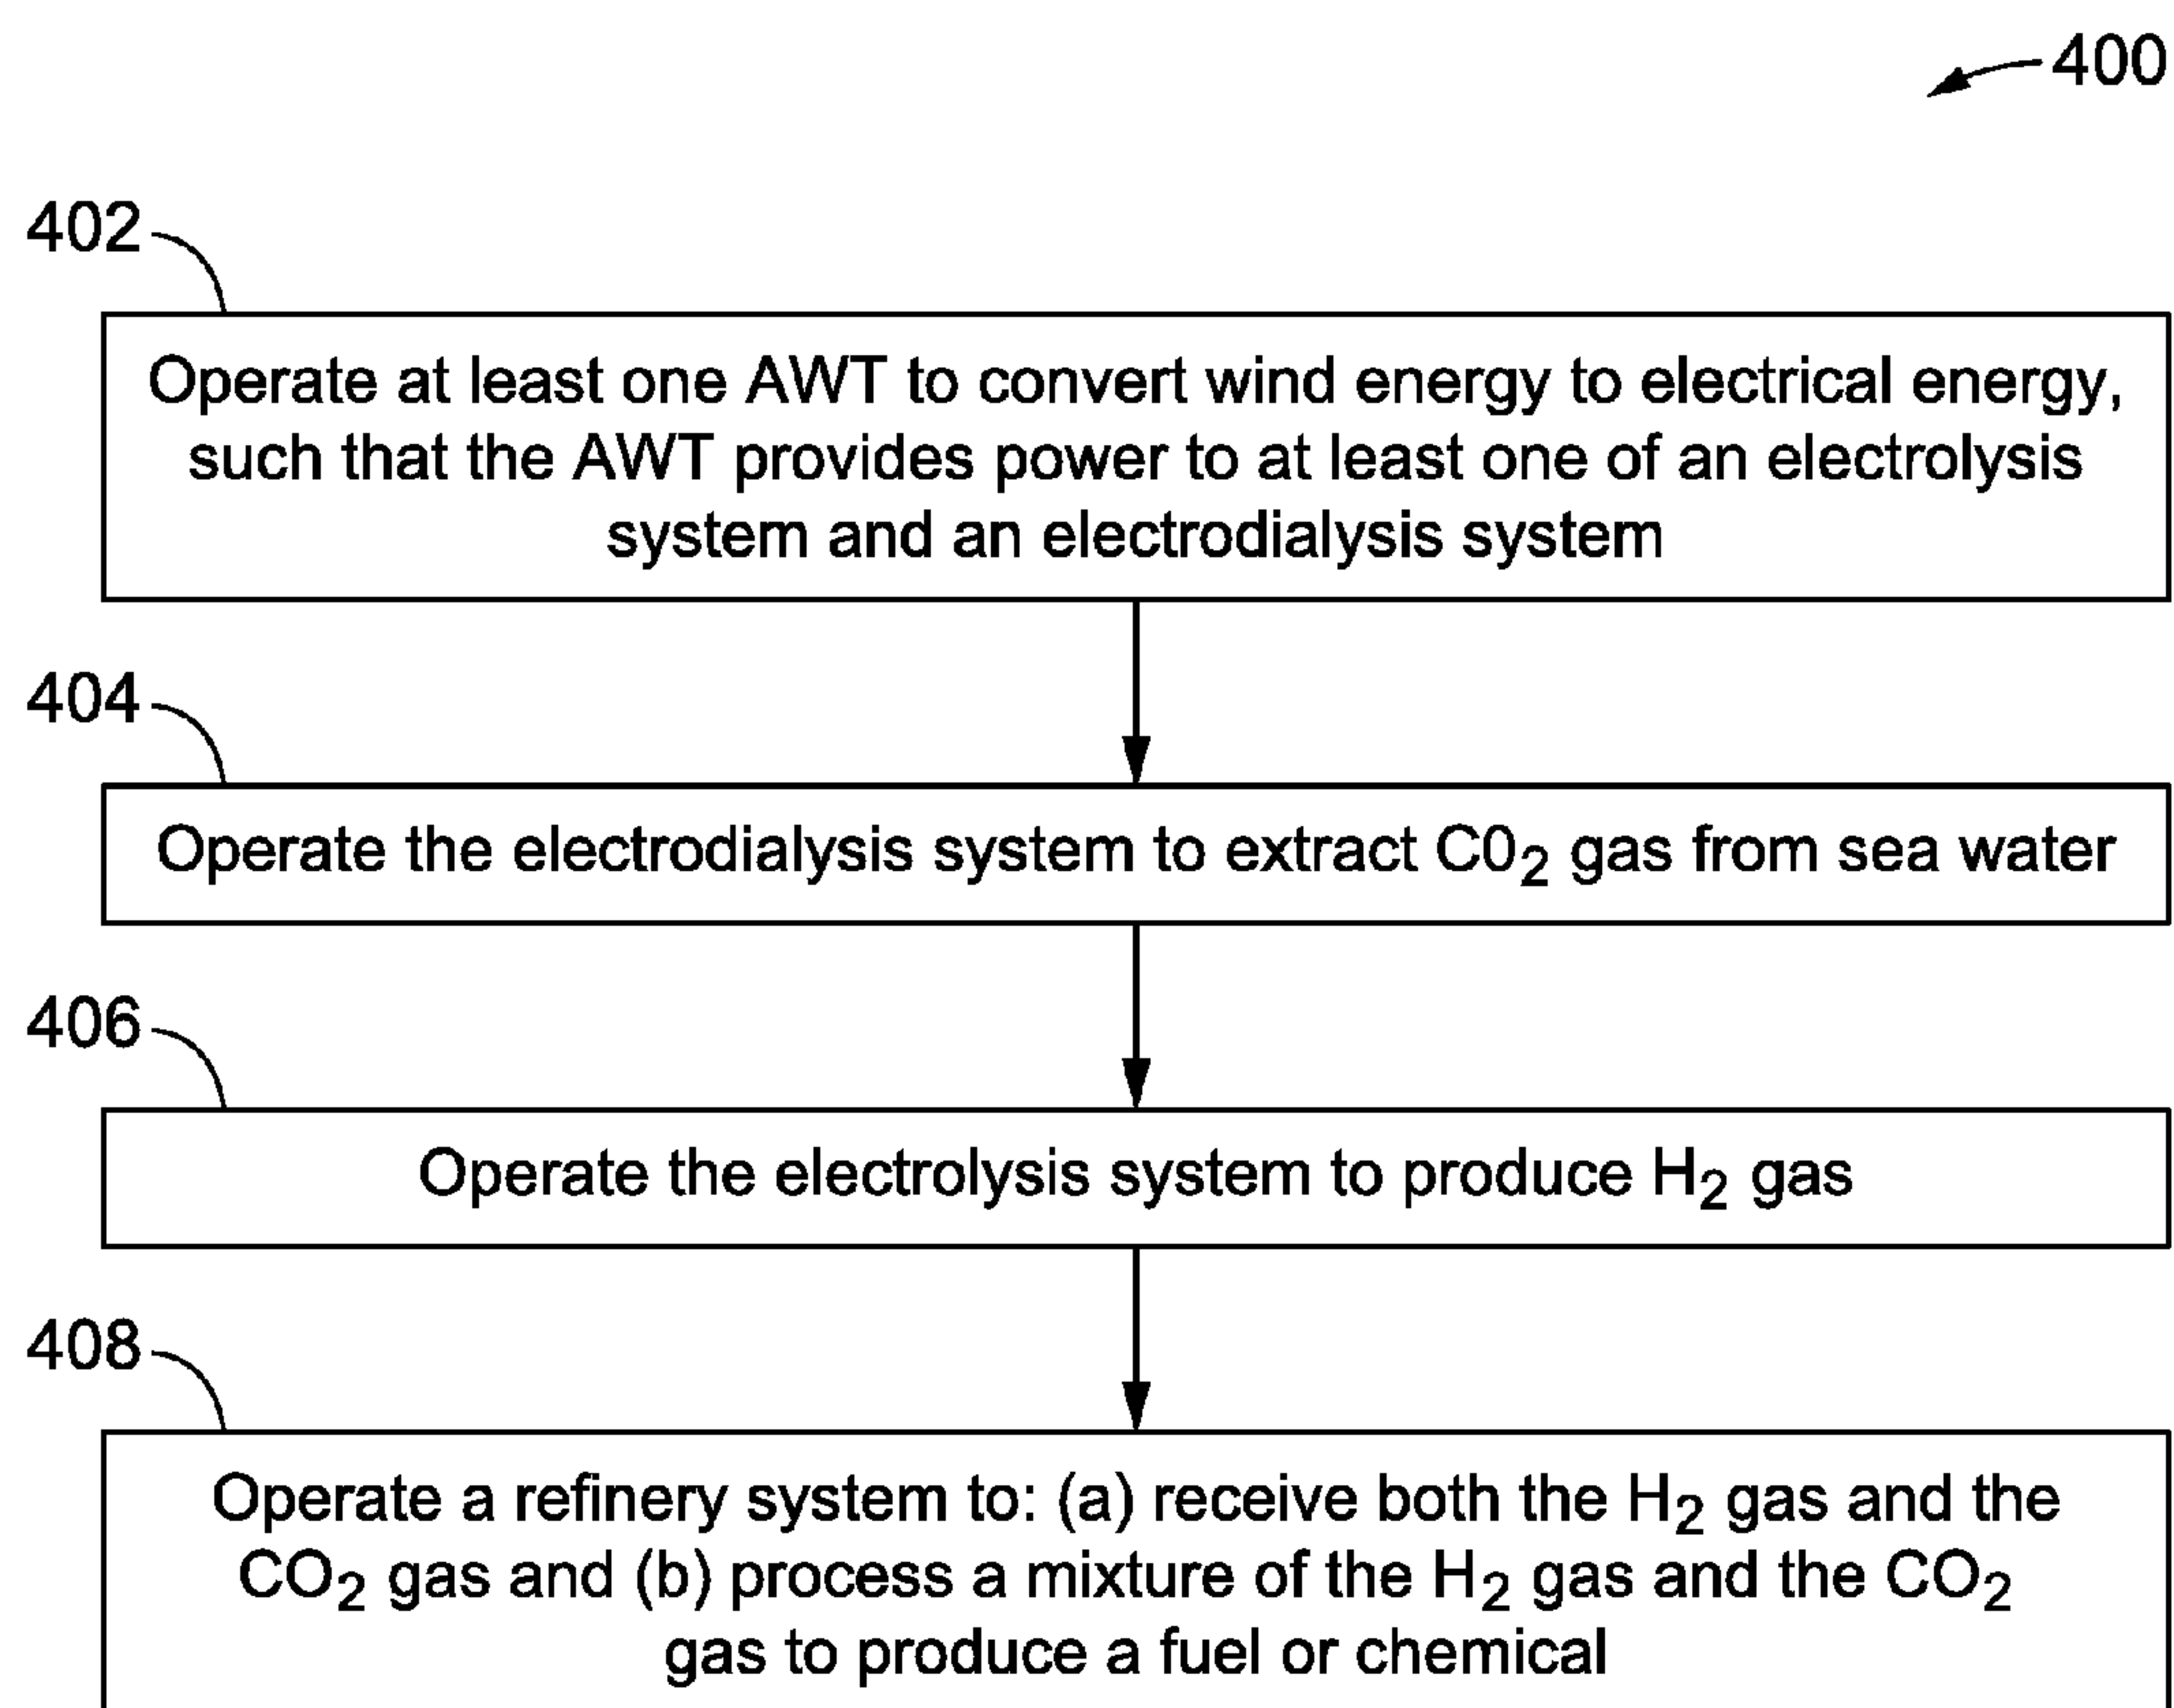 400
402
Operate at least one AWT to convert wind energy to electrical energy,
such that the AWT provides power to at least one of an electrolysis
system and an electrodialysis system
404
Operate the electrodialysis system to extract C0₂ gas from sea water
406
Operate the electrolysis system to produce H₂ gas
408
Operate a refinery system to: (a) receive both the H₂ gas and the
CO₂ gas and (b) process a mixture of the H₂ gas and the CO₂
gas to produce a fuel or chemical